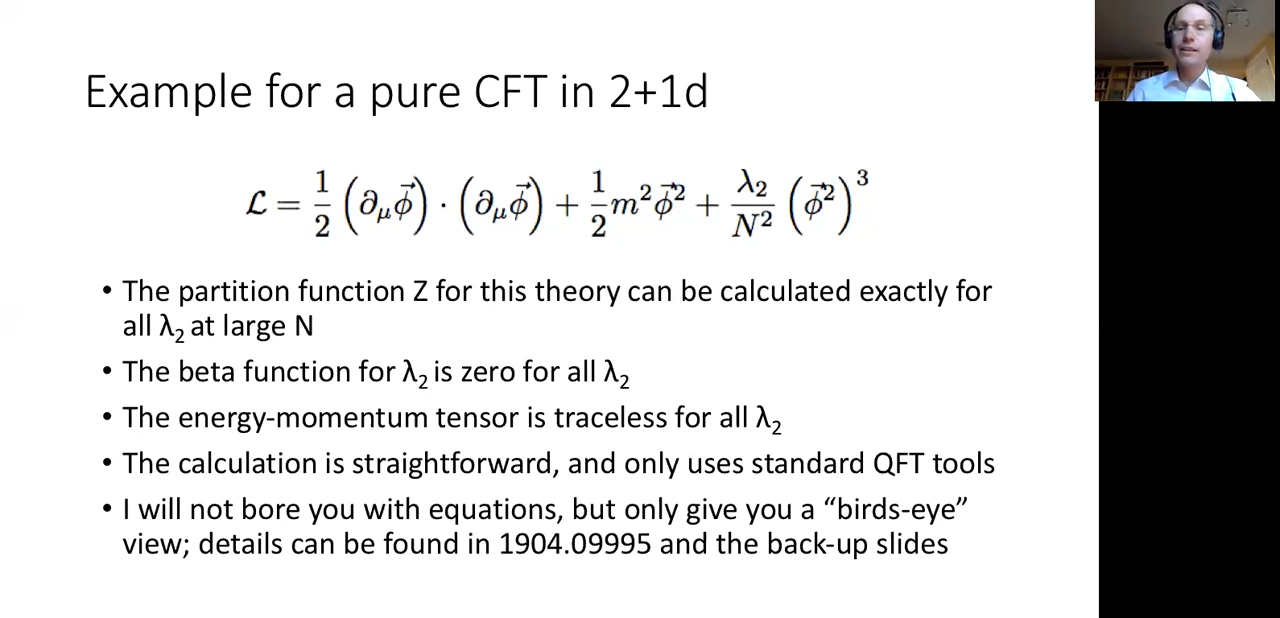 Example for a pure CFT in 2+1d
ℒ = 1/2 (∂_μ ϕ⃗) · (∂_μ ϕ⃗) + 1/2 m² ϕ⃗² + λ₂/N² (ϕ⃗²)³
• The partition function Z for this theory can be calculated exactly for
all λ₂ at large N
• The beta function for λ₂ is zero for all λ₂
• The energy-momentum tensor is traceless for all λ₂
• The calculation is straightforward, and only uses standard QFT tools
• I will not bore you with equations, but only give you a “birds-eye”
view; details can be found in 1904.09995 and the back-up slides